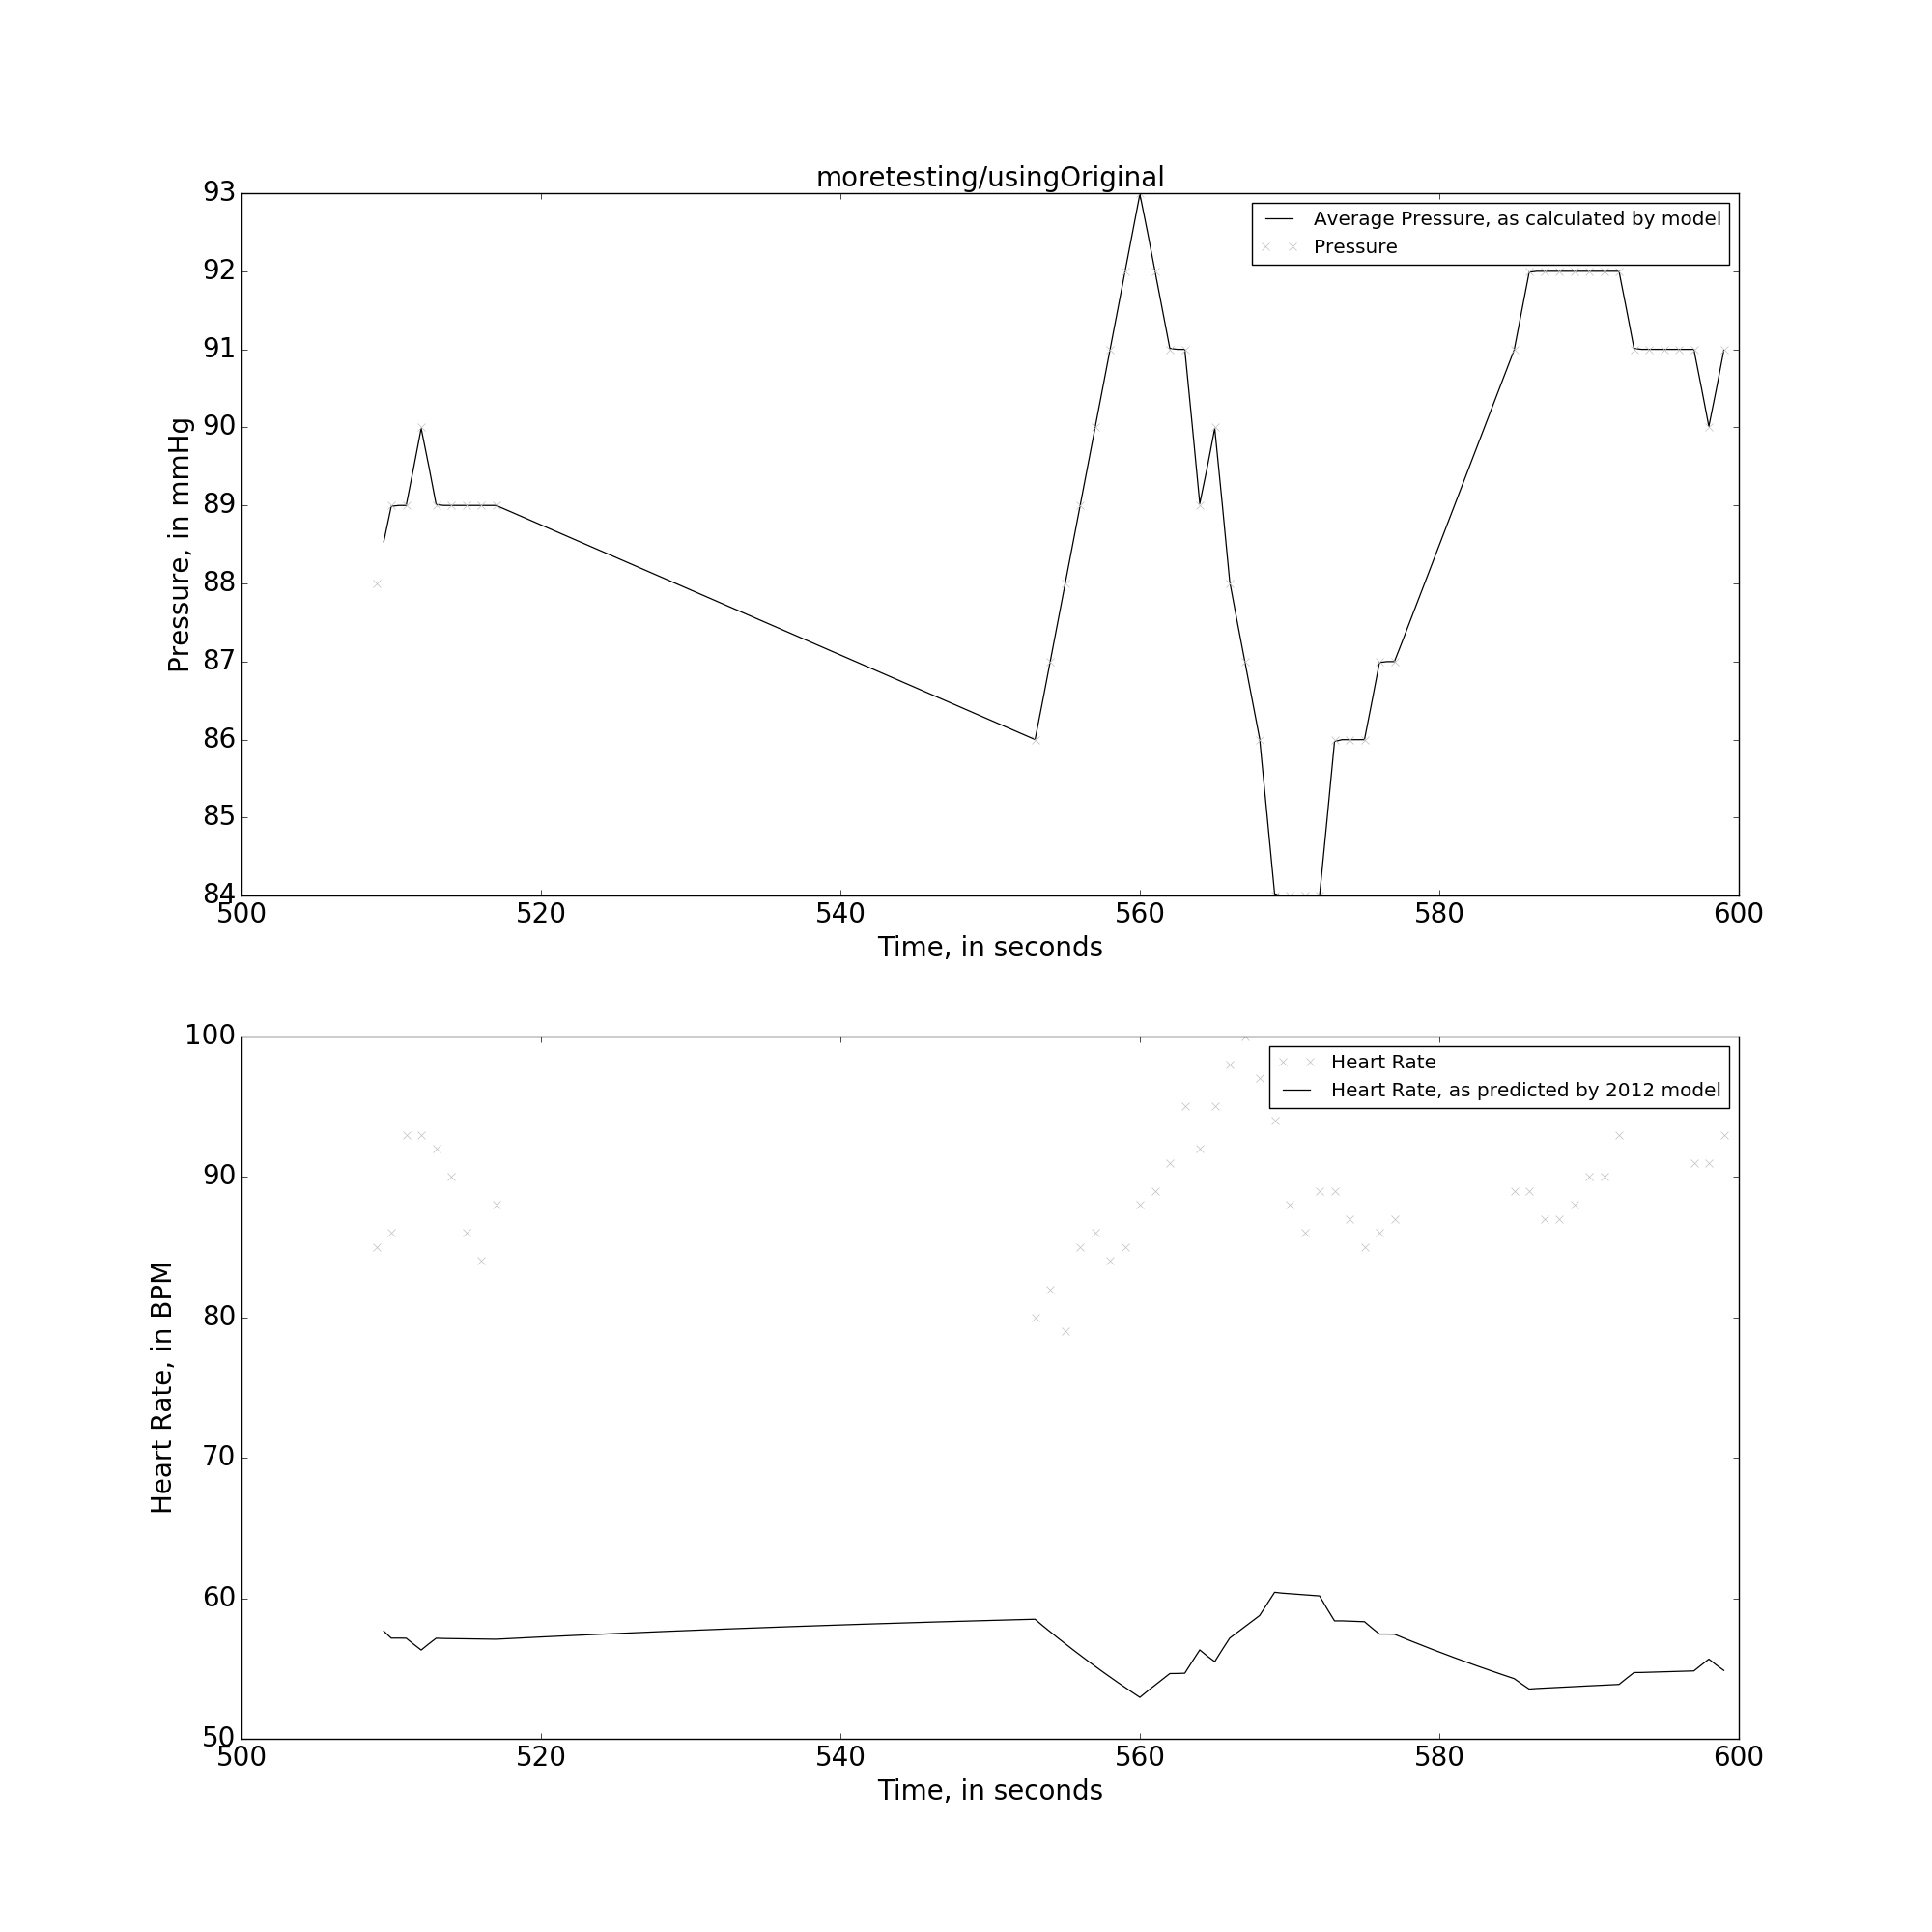 moretesting/usingOriginal
93
92
91
90
89
88
87
86
85
84
Pressure, in mmHg
Average Pressure, as calculated by model
Pressure
500 520 540 560 580 600
Time, in seconds
100
90
80
70
60
50
Heart Rate, in BPM
Heart Rate
Heart Rate, as predicted by 2012 model
500 520 540 560 580 600
Time, in seconds